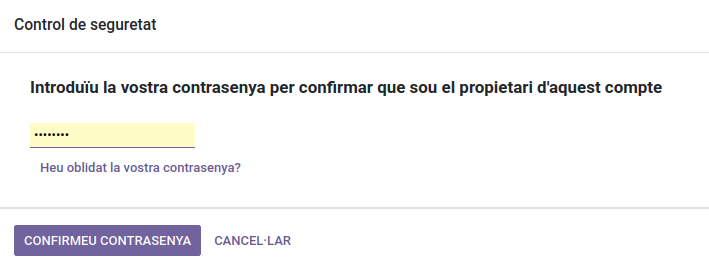 Control de seguretat
Introduïu la vostra contrasenya per confirmar que sou el propietari d'aquest compte
••••••••
Heu oblidat la vostra contrasenya?
CONFIRMEU CONTRASENYA CANCEL·LAR